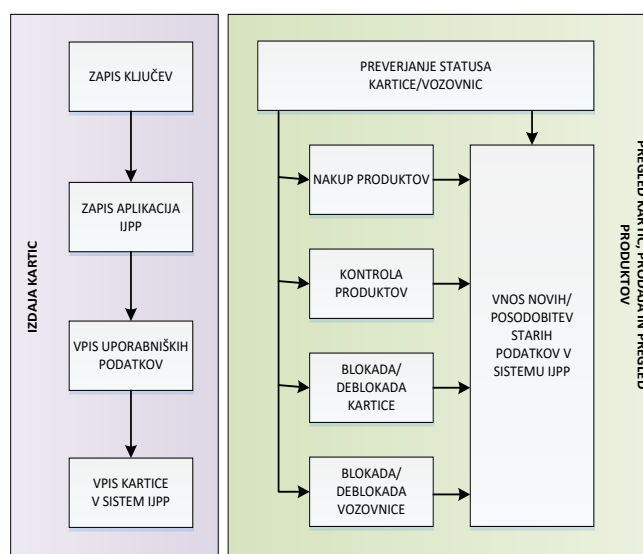 IZDAJA KARTIC
ZAPIS KLJUČEV
ZAPIS APLIKACIJA
IJPP
VPIS UPORABNIŠKIH
PODATKOV
VPIS KARTICE
V SISTEM IJPP
PREVERJANJE STATUSA
KARTICE/VOZOVNIC
NAKUP PRODUKTOV
KONTROLA
PRODUKTOV
BLOKADA/
DEBLOKADA
KARTICE
BLOKADA/
DEBLOKADA
VOZOVNICE
VNOS NOVIH/
POSODOBITEV
STARIH
PODATKOV V
SISTEMU IJPP
PREGLED KARTIC, PRODAJA IN PREGLED
PRODUKTOV